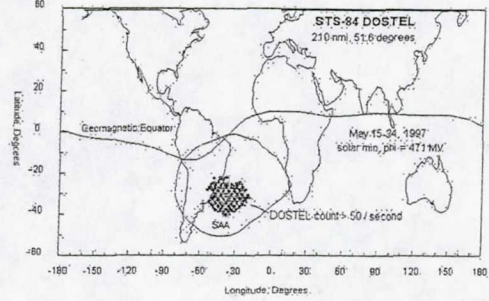 STS-84 DOSTEL
210 nmi, 51.6 degrees
Geomagnetic Equator
May 15-24, 1997
solar min, phi = 471 MV
DOSTEL count > 50 / second
SAA
Latitude, Degrees
60
40
20
0
-20
-40
-60
-180 -150 -120 -90 -60 -30 0 30 60 90 120 150 180
Longitude, Degrees